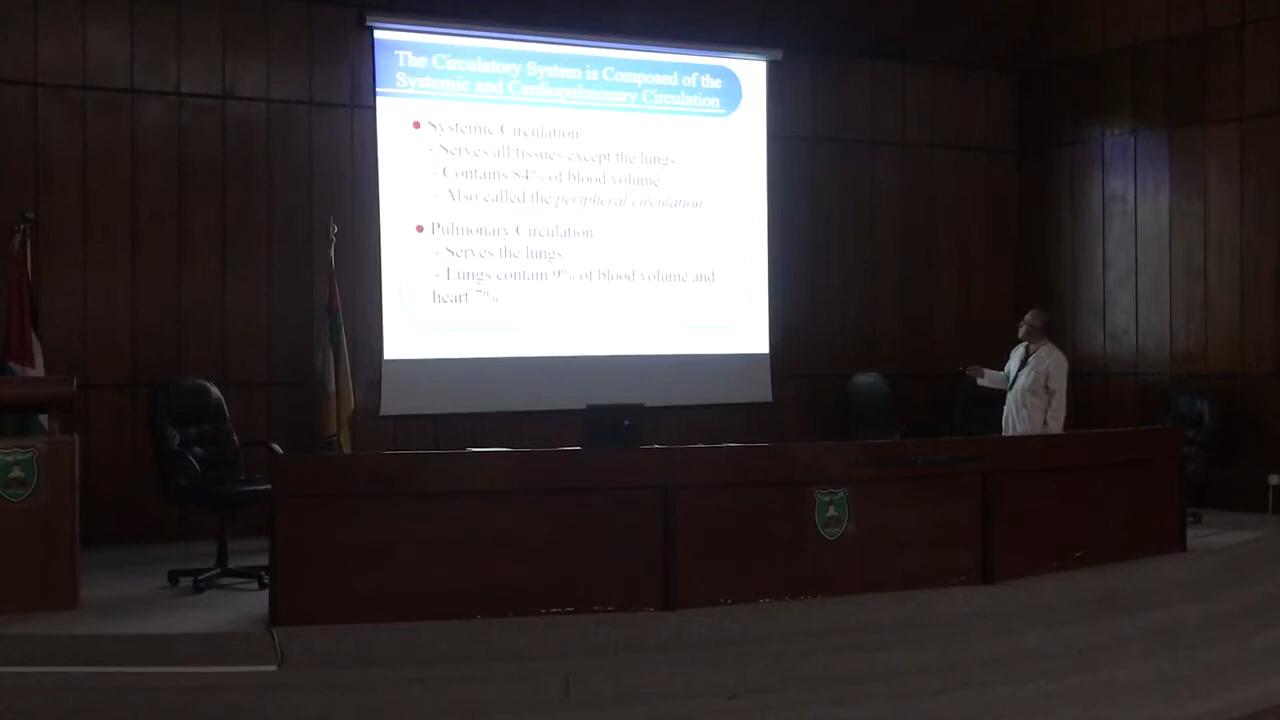 The Circulatory System is Composed of the
Systemic and Cardiopulmonary Circulation
Systemic Circulation
- Serves all tissues except the lungs
- Contains 84% of blood volume
- Also called the peripheral circulation
Pulmonary Circulation
- Serves the lungs
- Lungs contain 9% of blood volume and
heart 7%